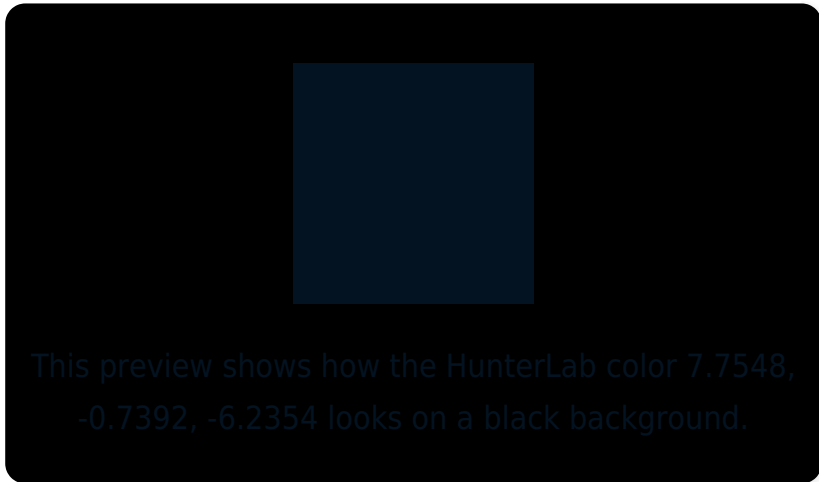 This preview shows how the HunterLab color 7.7548,
-0.7392, -6.2354 looks on a black background.